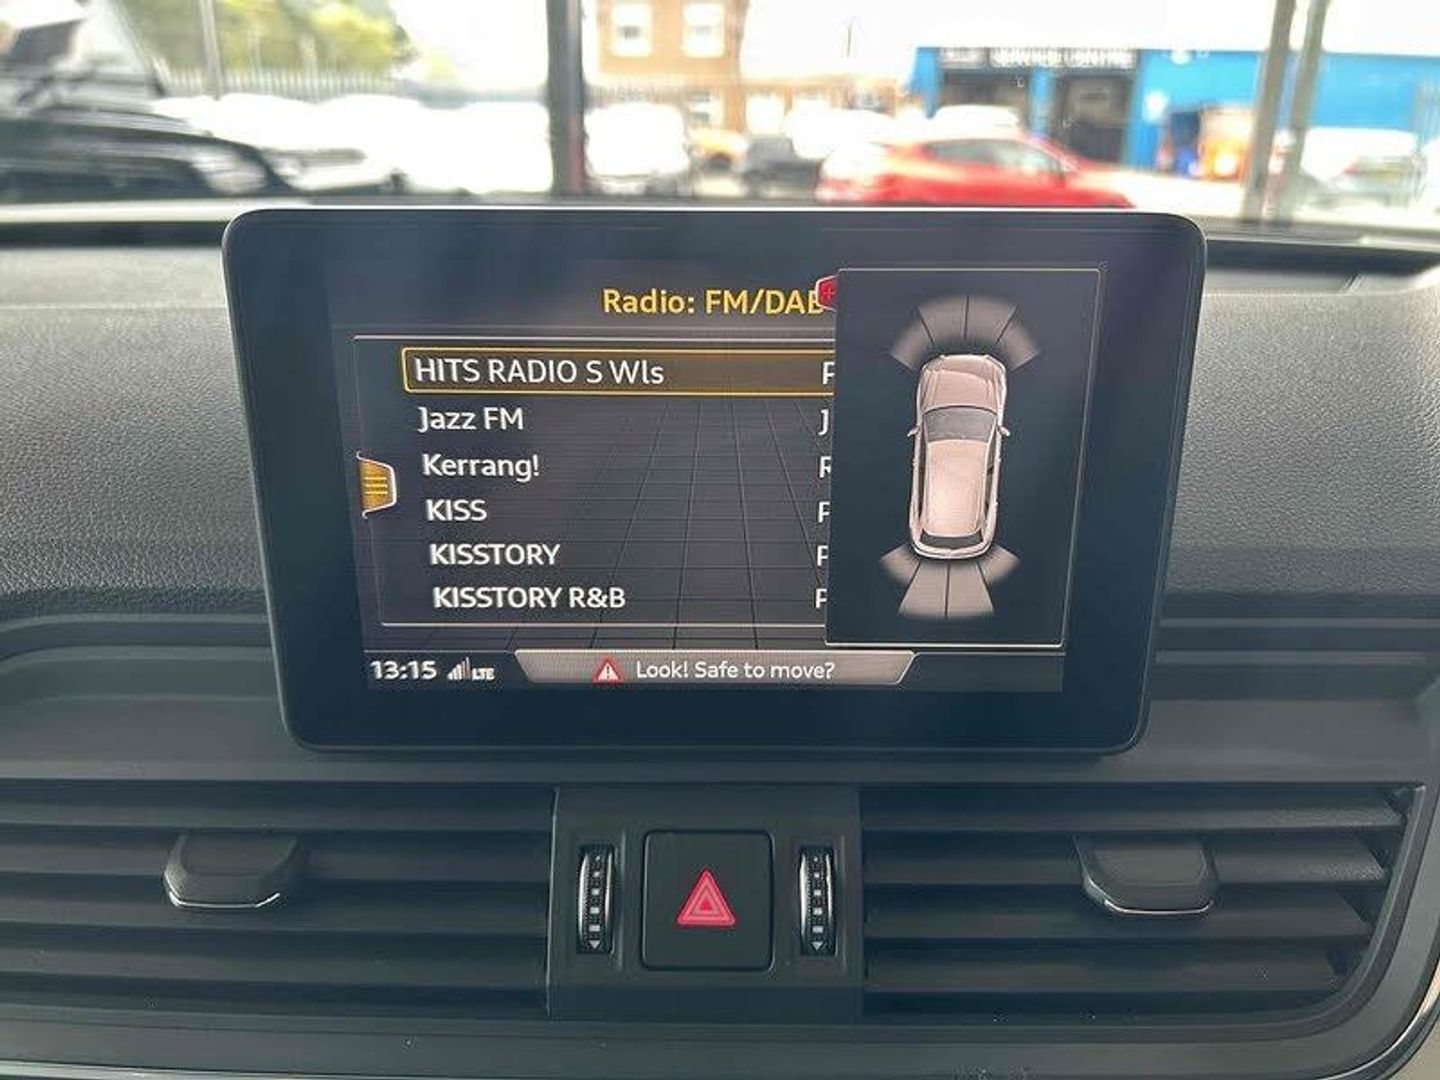 Radio: FM/DAB
HITS RADIO S Wls P
Jazz FM J
Kerrang! R
KISS P
KISSTORY P
KISSTORY R&B P
13:15 LTE Look! Safe to move?